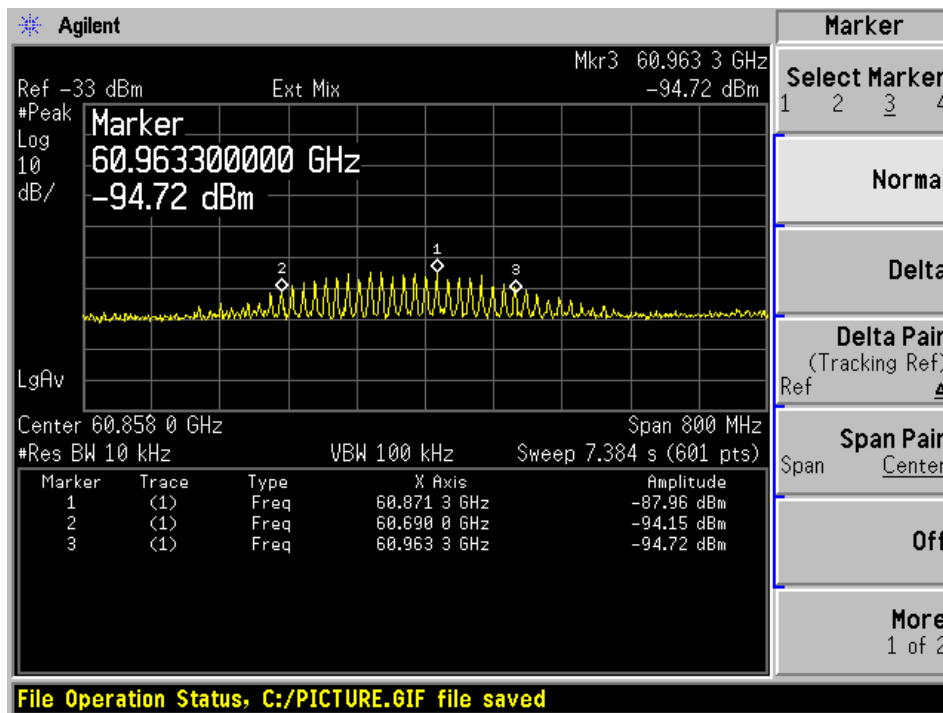 Agilent
Marker
Mkr3 60.963 3 GHz
Ref -33 dBm Ext Mix -94.72 dBm
#Peak
Log
10
dB/
Marker
60.963300000 GHz
-94.72 dBm
1
2
3
LgAv
Center 60.858 0 GHz Span 800 MHz
#Res BW 10 kHz VBW 100 kHz Sweep 7.384 s (601 pts)
Marker Trace Type X Axis Amplitude
1 (1) Freq 60.871 3 GHz -87.96 dBm
2 (1) Freq 60.690 0 GHz -94.15 dBm
3 (1) Freq 60.963 3 GHz -94.72 dBm
Select Marker
1 2 3 4
Norma
Delta
Delta Pair
(Tracking Ref)
Ref Δ
Span Pair
Span Center
Off
More
1 of 2
File Operation Status, C:/PICTURE.GIF file saved